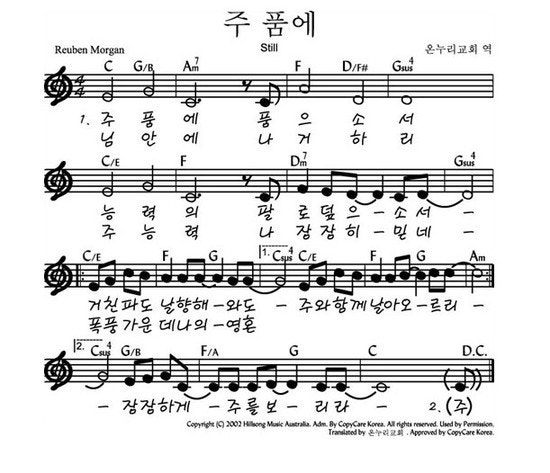 주 품에
Still
Reuben Morgan
온누리교회 역
C G/B Am7 F D/F# Gsus4
1. 주 품에 품으소서
님 안에 나 거하리
C/E F Dm7 Gsus4
능력의 팔로덮으-소서-
주 능력 나 잠잠히-믿네-
C/E F G 1. Csus4 C/E F G Am
거친파도 날향해-와도- 주와함께날아오-르리-
폭풍가운 데나의-영혼
2. Csus4 G/B F/A G C D.C.
-잠잠하게-주를보-리라- 2. (주)
Copyright (C) 2002 Hillsong Music Australia. Adm. By CopyCare Korea. All rights reserved. Used by Permission.
Translated by 온누리교회 . Approved by CopyCare Korea.